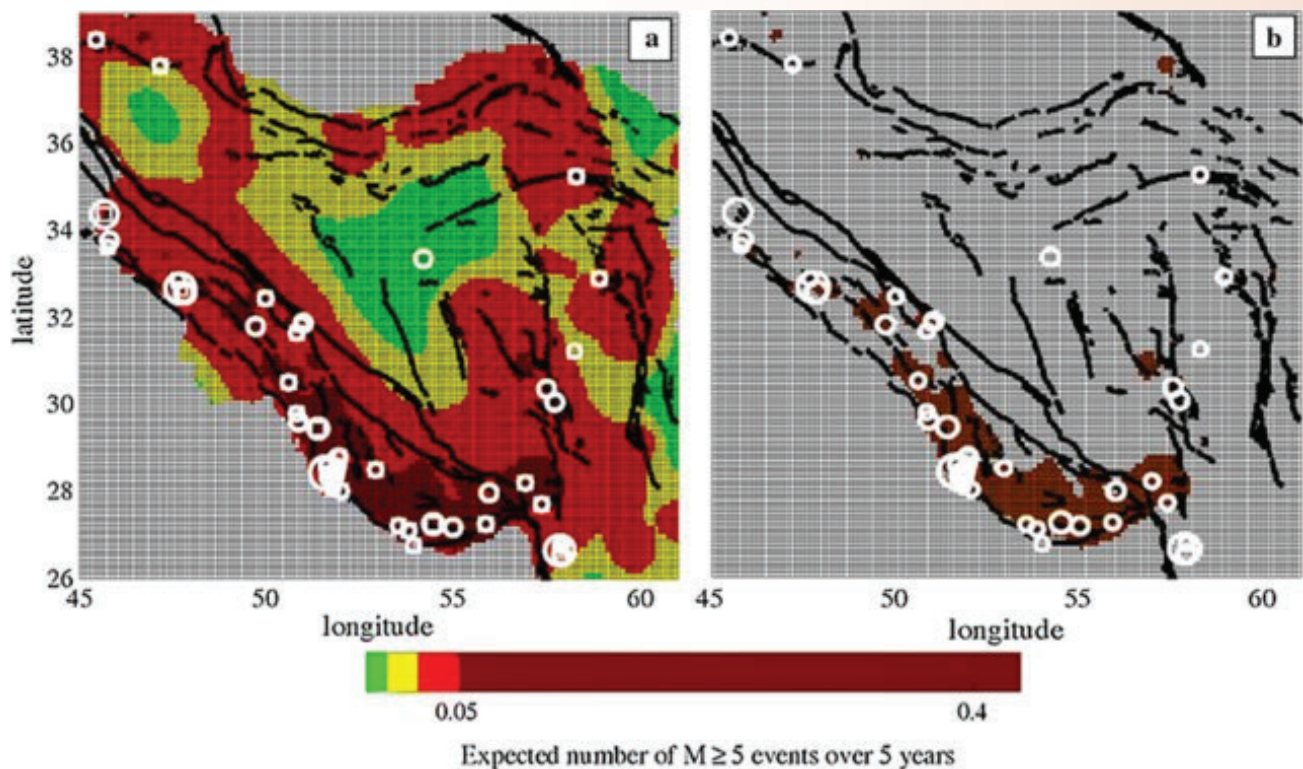 a
b
38
36
34
32
30
28
26
latitude
45 50 55 60 45 50 55 60
longitude longitude
0.05 0.4
Expected number of M ≥ 5 events over 5 years